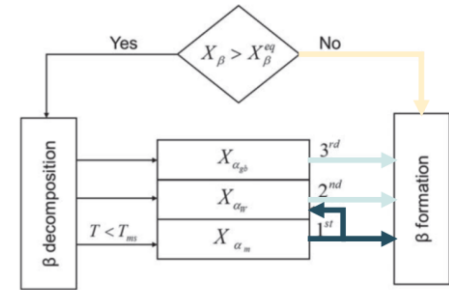 Yes
X_β > X_β^eq
No
β decomposition
X_α_gb
3^rd
X_α_w
2^nd
T < T_ms
X_α_m
1^st
β formation